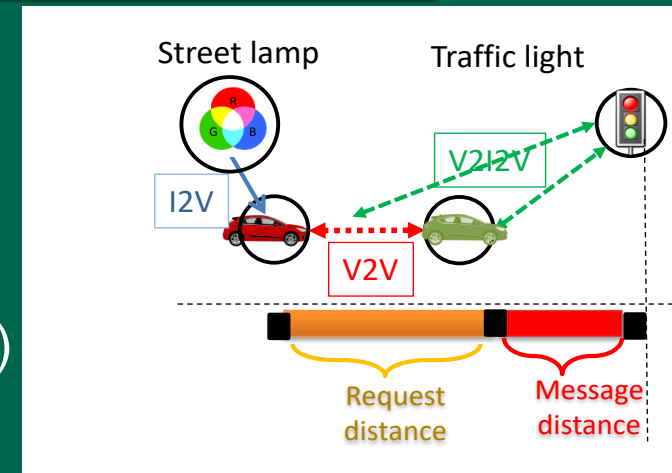 Street lamp
Traffic light
R
G
B
V2I2V
I2V
V2V
)
Request
distance
Message
distance